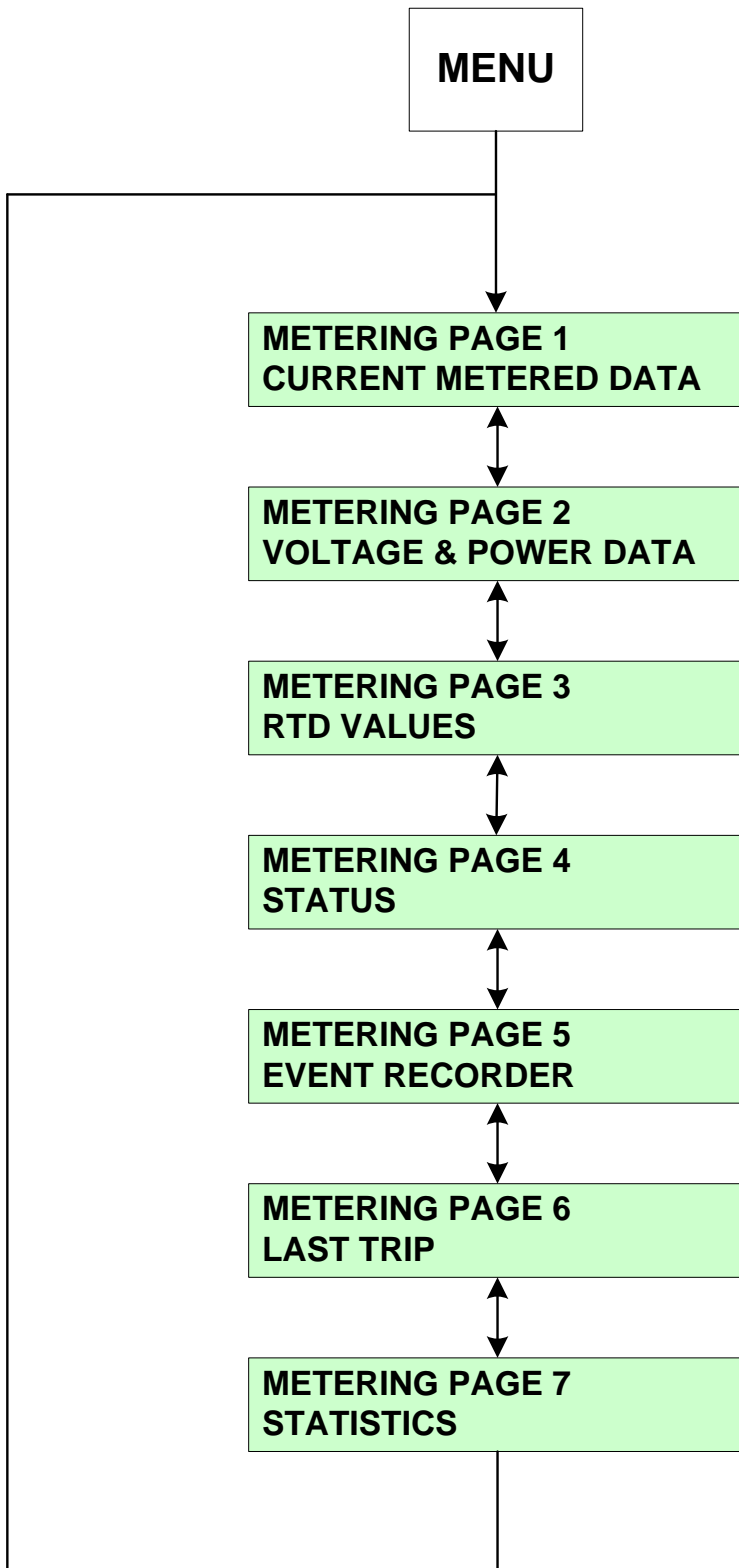 MENU
METERING PAGE 1
CURRENT METERED DATA
METERING PAGE 2
VOLTAGE & POWER DATA
METERING PAGE 3
RTD VALUES
METERING PAGE 4
STATUS
METERING PAGE 5
EVENT RECORDER
METERING PAGE 6
LAST TRIP
METERING PAGE 7
STATISTICS